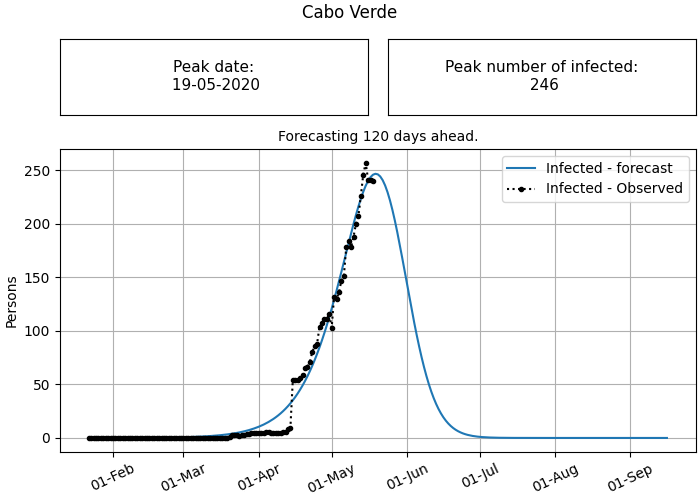 Cabo Verde
Peak date:
19-05-2020
Peak number of infected:
246
Forecasting 120 days ahead.
Infected - forecast
Infected - Observed
Persons
250
200
150
100
50
0
01-Feb
01-Mar
01-Apr
01-May
01-Jun
01-Jul
01-Aug
01-Sep